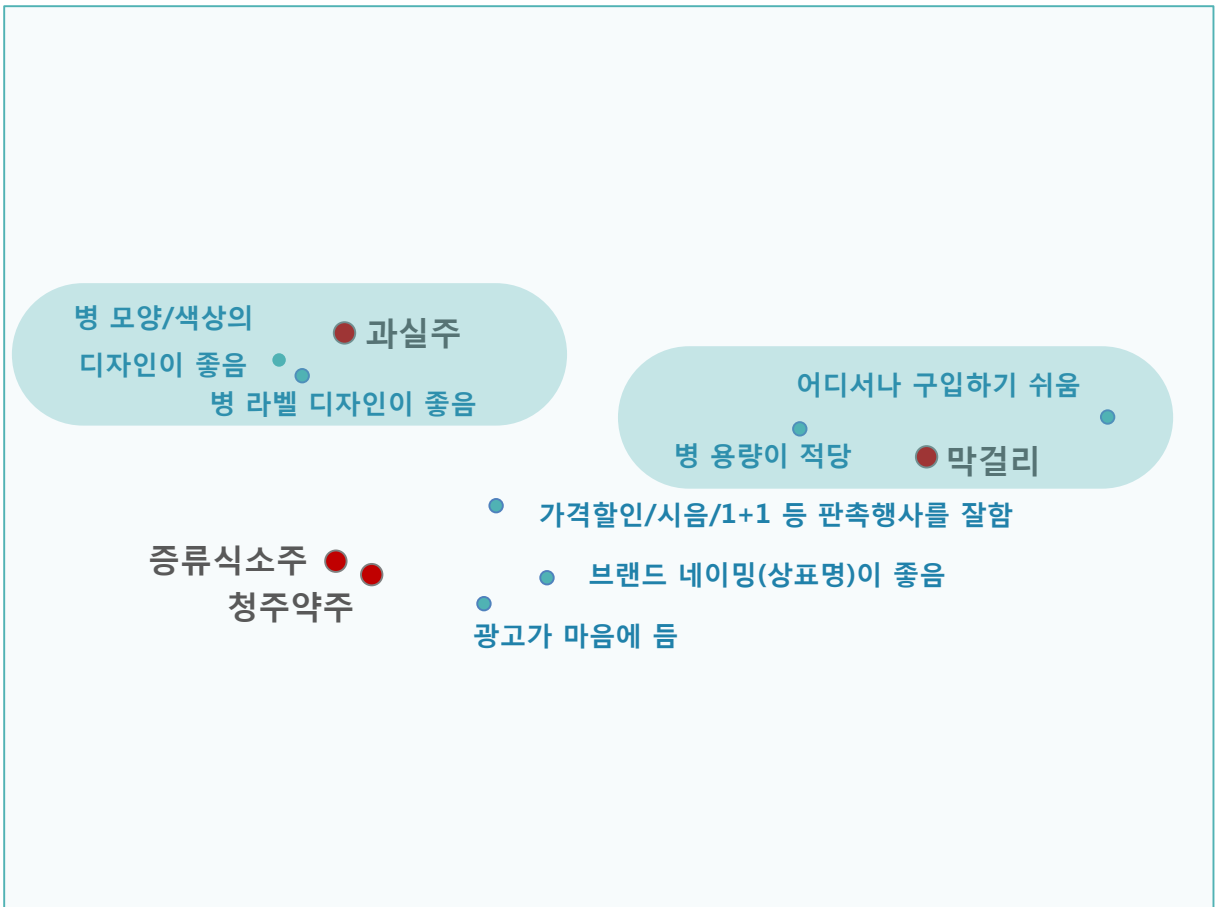 병 모양/색상의
디자인이 좋음
과실주
병 라벨 디자인이 좋음
어디서나 구입하기 쉬움
병 용량이 적당
막걸리
가격할인/시음/1+1 등 판촉행사를 잘함
증류식소주
청주약주
브랜드 네이밍(상표명)이 좋음
광고가 마음에 듬